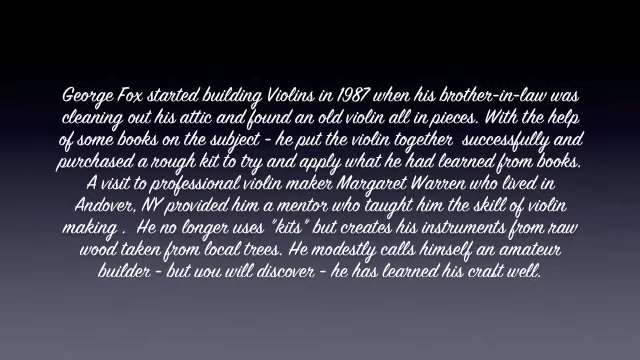 George Fox started building Violins in 1987 when his brother-in-law was
cleaning out his attic and found an old violin all in pieces. With the help
of some books on the subject - he put the violin together successfully and
purchased a rough kit to try and apply what he had learned from books.
A visit to professional violin maker Margaret Warren who lived in
Andover, NY provided him a mentor who taught him the skill of violin
making . He no longer uses "kits" but creates his instruments from raw
wood taken from local trees. He modestly calls himself an amateur
builder - but you will discover - he has learned his craft well.